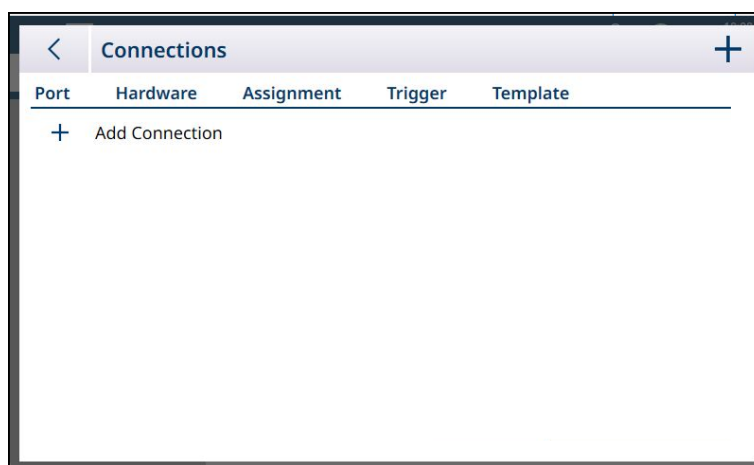 Connections
Port Hardware Assignment Trigger Template
Add Connection